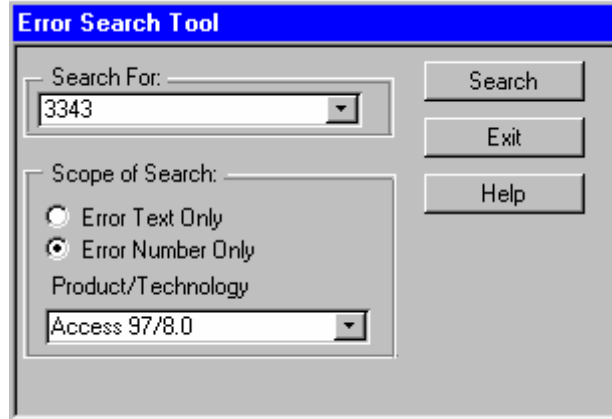 Error Search Tool
Search For:
3343
Search
Exit
Help
Scope of Search:
Error Text Only
Error Number Only
Product/Technology
Access 97/8.0